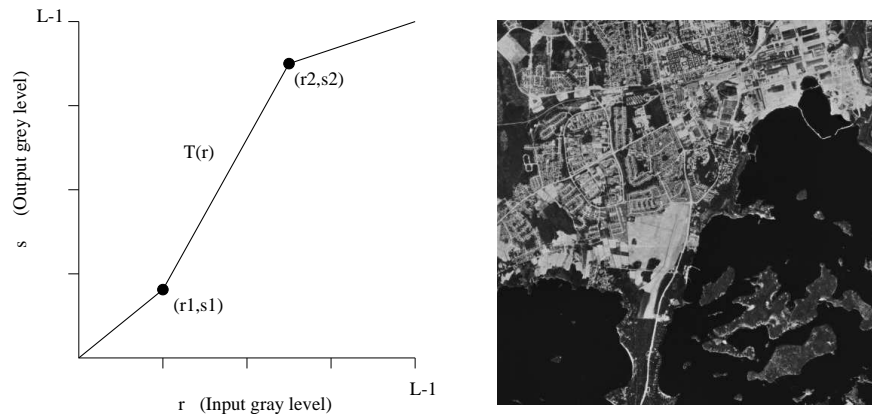 L-1
(r2,s2)
T(r)
s (Output grey level)
(r1,s1)
L-1
r (Input gray level)